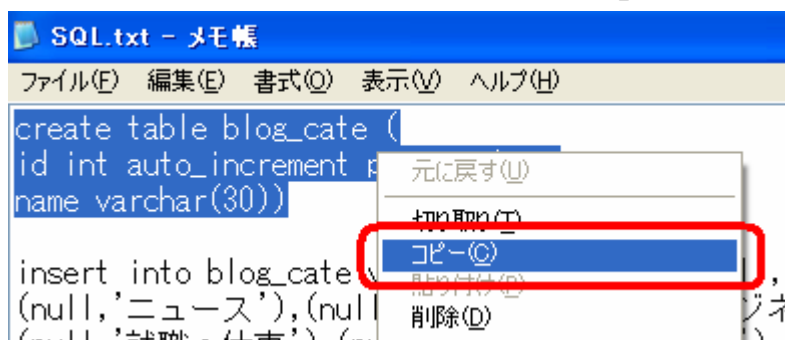 SQL.txt - メモ帳
ファイル(F) 編集(E) 書式(O) 表示(V) ヘルプ(H)
create table blog_cate (
id int auto_increment
name varchar(30))
元に戻す(U)
切り取り(T)
コピー(C)
貼り付け(P)
削除(D)
insert into blog_cate
(null,'ニュース'),(null